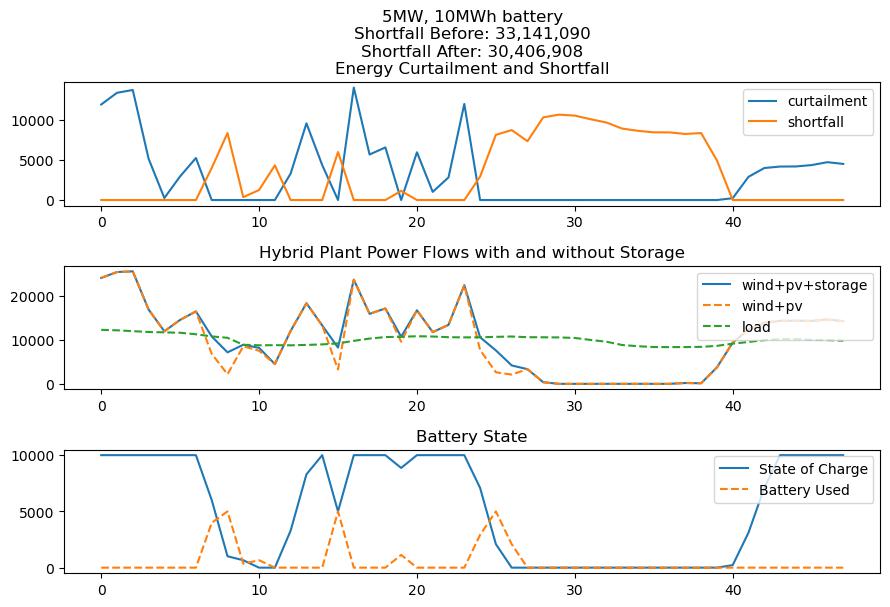 5MW, 10MWh battery
Shortfall Before: 33,141,090
Shortfall After: 30,406,908
Energy Curtailment and Shortfall
curtailment
shortfall
10000
5000
0
0 10 20 30 40
Hybrid Plant Power Flows with and without Storage
wind+pv+storage
wind+pv
load
20000
10000
0
0 10 20 30 40
Battery State
State of Charge
Battery Used
10000
5000
0
0 10 20 30 40